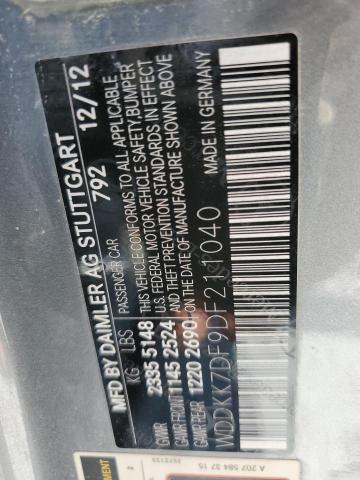 MFD BY DAIMLER AG STUTTGART
792 12/12
KG LBS PASSENGER CAR
GVWR 2335 5148 THIS VEHICLE CONFORMS TO ALL APPLICABLE
GAWR FRONT 1145 2524 U.S. FEDERAL MOTOR VEHICLE SAFETY, BUMPER
GAWR REAR 1220 2690 AND THEFT PREVENTION STANDARDS IN EFFECT
ON THE DATE OF MANUFACTURE SHOWN ABOVE
WDDKK7DF9DF211040 MADE IN GERMANY
A 207 584 37 15